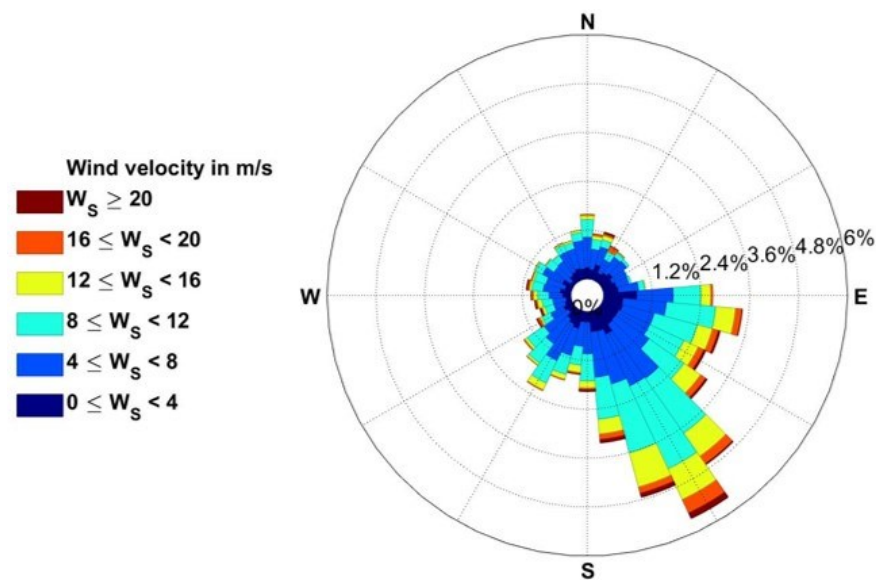 N
Wind velocity in m/s
W_S ≥ 20
16 ≤ W_S < 20
12 ≤ W_S < 16
8 ≤ W_S < 12
4 ≤ W_S < 8
0 ≤ W_S < 4
W
0%
1.2%
2.4%
3.6%
4.8%
6%
E
S